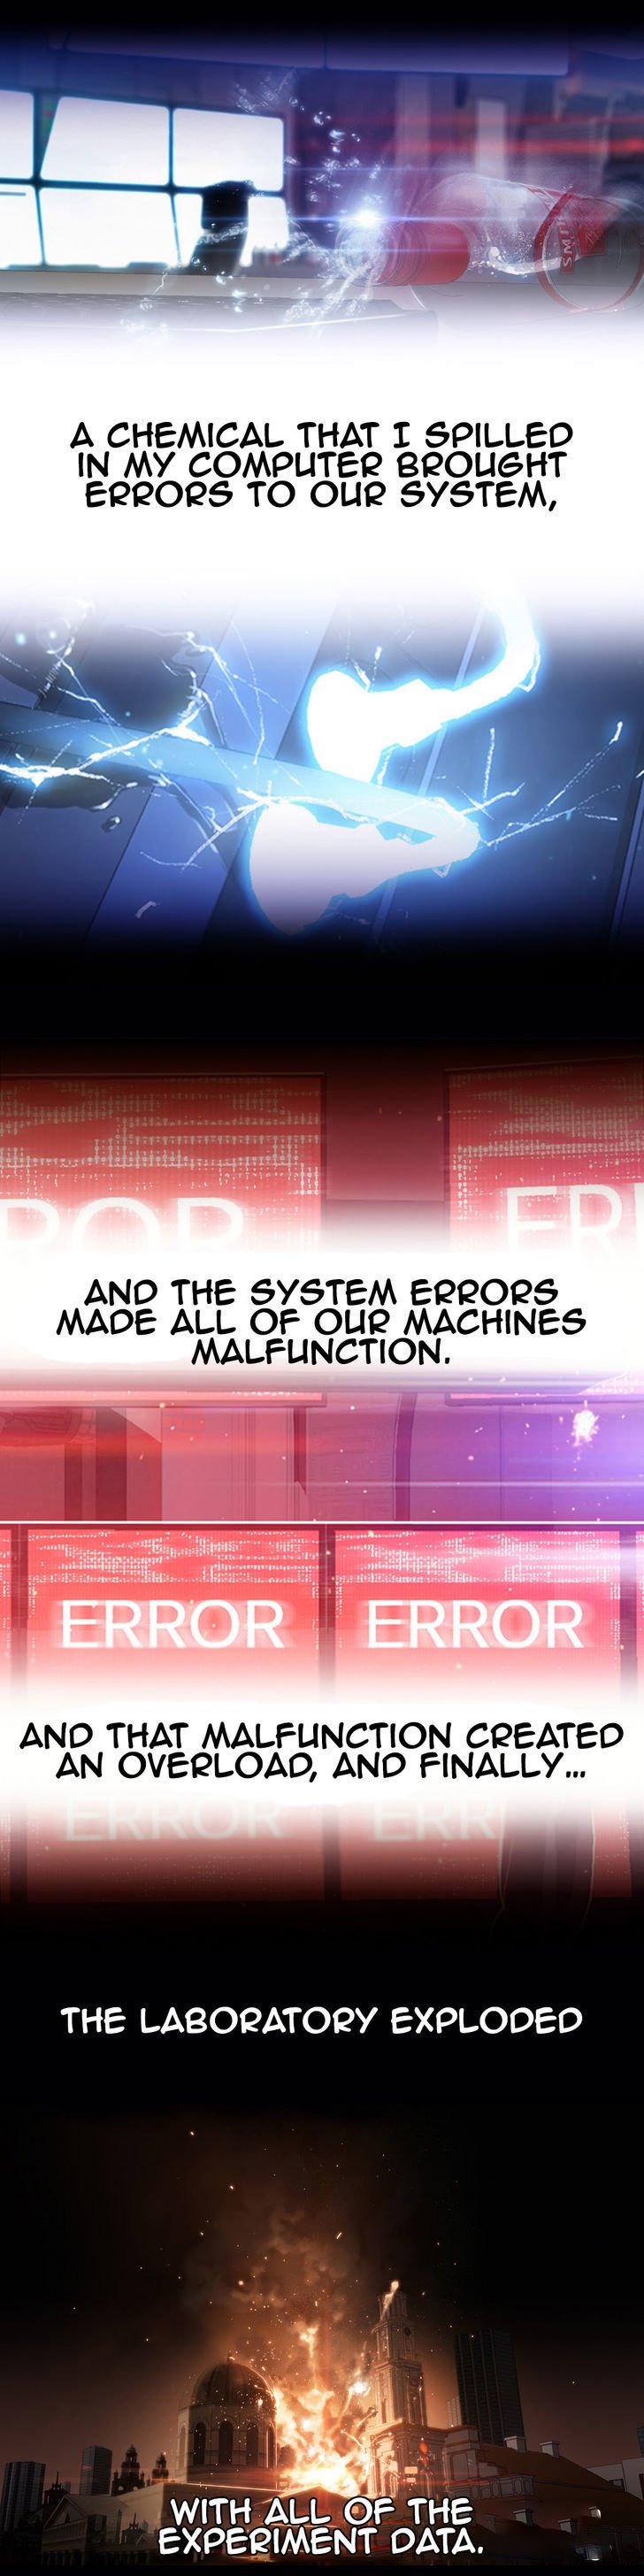 SMI
A CHEMICAL THAT I SPILLED
IN MY COMPUTER BROUGHT
ERRORS TO OUR SYSTEM,
ROR
ERR
AND THE SYSTEM ERRORS
MADE ALL OF OUR MACHINES
MALFUNCTION.
ERROR ERROR
AND THAT MALFUNCTION CREATED
AN OVERLOAD, AND FINALLY...
ERROR ERR
THE LABORATORY EXPLODED
WITH ALL OF THE
EXPERIMENT DATA.